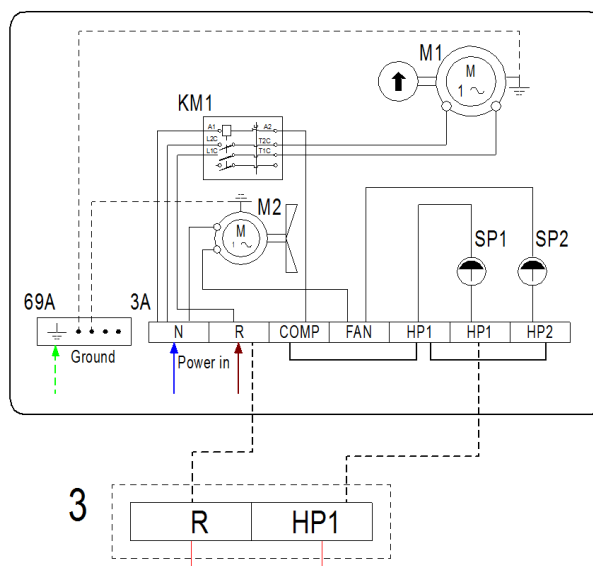 M1
M
1
KM1
A1 A2
L2C T2C
L1C T1C
M2
M
1
SP1 SP2
69A 3A
N R COMP FAN HP1 HP1 HP2
Ground Power in
3
R HP1